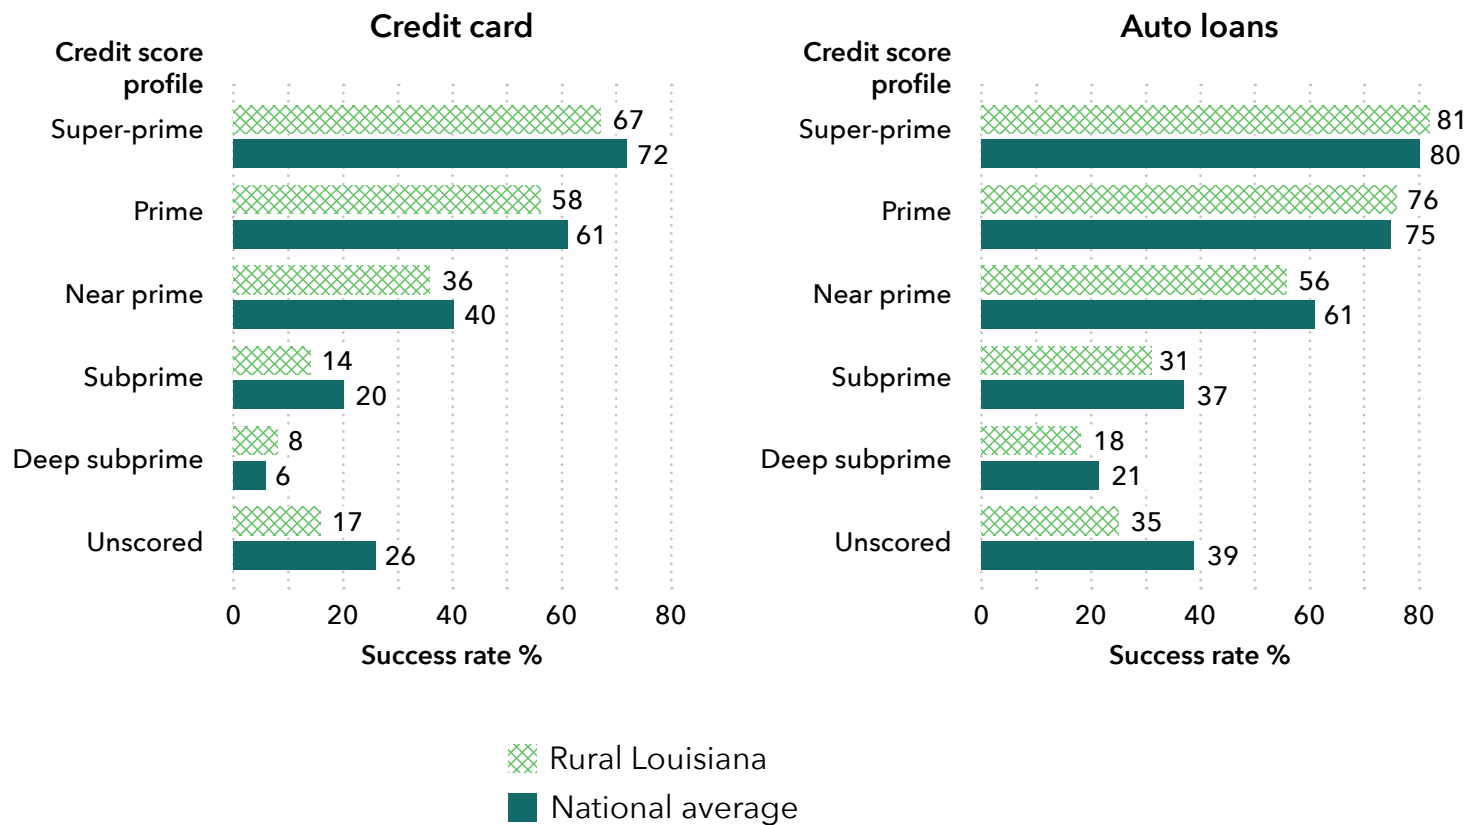 Credit card
Credit score
profile
Super-prime
67
72
Prime
58
61
Near prime
36
40
Subprime
14
20
Deep subprime
8
6
Unscored
17
26
0 20 40 60 80
Success rate %
Auto loans
Credit score
profile
Super-prime
81
80
Prime
76
75
Near prime
56
61
Subprime
31
37
Deep subprime
18
21
Unscored
35
39
0 20 40 60 80
Success rate %
Rural Louisiana
National average